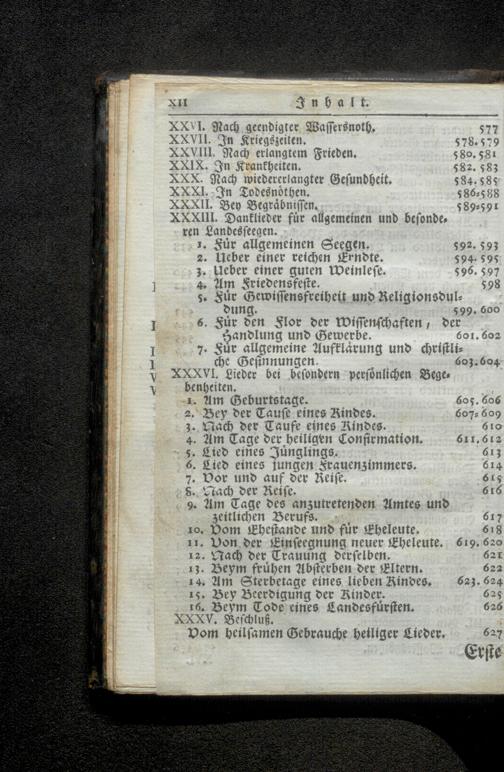 XII Inhalt.
XXVI. Nach geendigter Wassersnoth. 577
XXVII. In Kriegszeiten. 578. 579
XXVIII. Nach erlangtem Frieden. 580. 581
XXIX. In Krankheiten. 582. 583
XXX. Nach wiedererlangter Gesundheit. 584. 585
XXXI. In Todesnöthen. 586-588
XXXII. Bey Begräbnissen. 589-591
XXXIII. Danklieder für allgemeinen und besonde-
ren Landesseegen.
1. Für allgemeinen Seegen. 592. 593
2. Ueber einer reichen Erndte. 594. 595
3. Ueber einer guten Weinlese. 596. 597
4. Am Friedensfeste. 598
5. Für Gewissensfreiheit und Religionsdul-
dung. 599. 600
6. Für den Flor der Wissenschaften, der
Handlung und Gewerbe. 601. 602
7. Für allgemeine Aufklärung und christli-
che Gesinnungen. 603. 604
XXXVI. Lieder bei besondern persönlichen Bege-
benheiten.
1. Am Geburtstage. 605. 606
2. Bey der Taufe eines Kindes. 607-609
3. Nach der Taufe eines Kindes. 610
4. Am Tage der heiligen Confirmation. 611. 612
5. Lied eines Jünglings. 613
6. Lied eines jungen Frauenzimmers. 614
7. Vor und auf der Reise. 615
8. Nach der Reise. 616
9. Am Tage des anzutretenden Amtes und
zeitlichen Berufs. 617
10. Vom Ehestande und für Eheleute. 618
11. Von der Einseegnung neuer Eheleute. 619. 620
12. Nach der Trauung derselben. 621
13. Beym frühen Absterben der Eltern. 622
14. Am Sterbetage eines lieben Kindes. 623. 624
15. Bey Beerdigung der Kinder. 625
16. Beym Tode eines Landesfürsten. 626
XXXV. Beschluß.
Vom heilsamen Gebrauche heiliger Lieder. 627
Erste